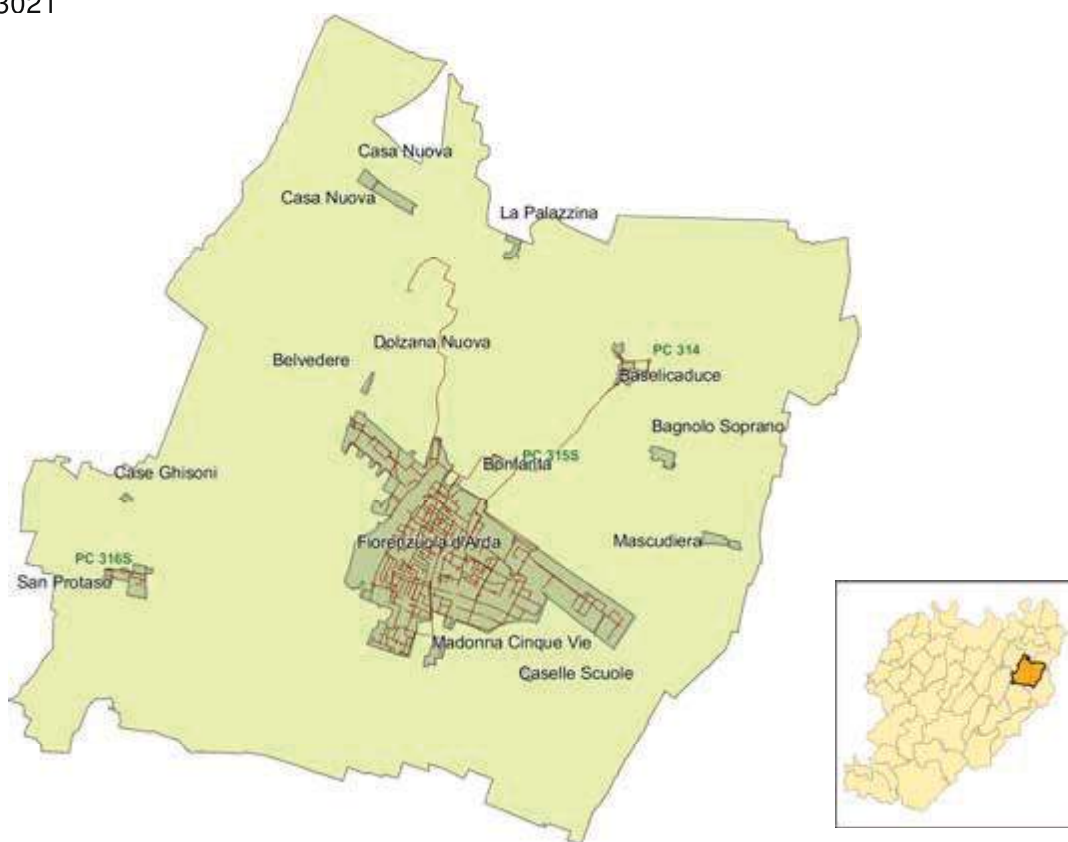 3021
Casa Nuova
Casa Nuova
La Palazzina
Dolzana Nuova
Belvedere
PC 314
Baselicaduce
Bagnolo Soprano
PC 315S
Case Ghisoni
Fiorenzuola d'Arda
Mascudiera
PC 316S
San Protaso
Madonna Cinque Vie
Caselle Scuole